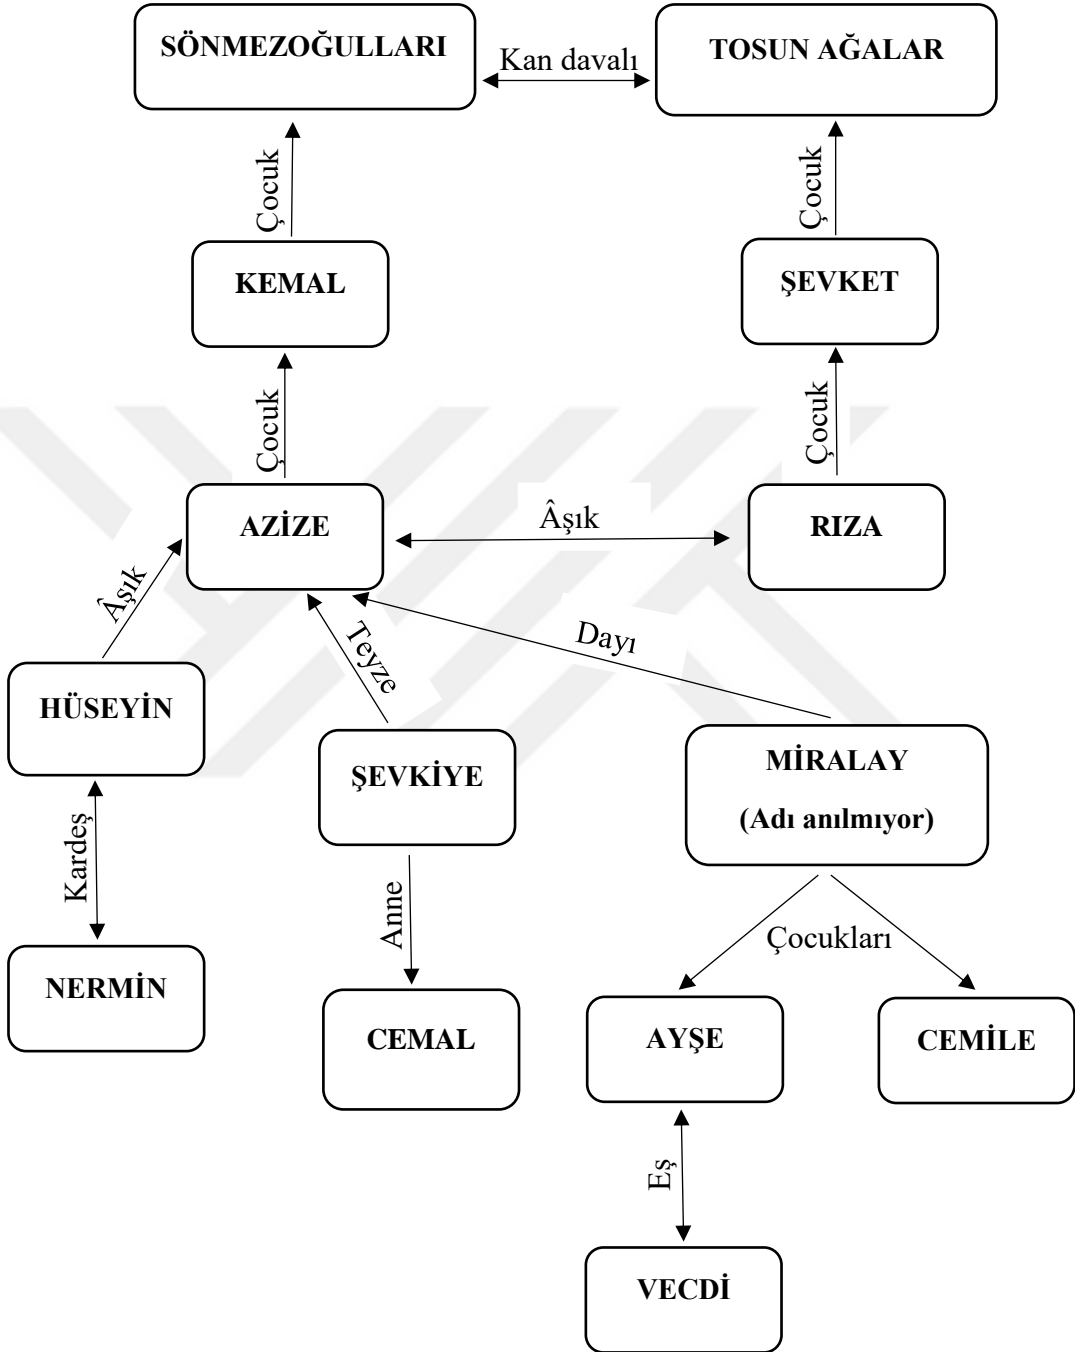 SÖNMEZOĞULLARI
Kan davalı
TOSUN AĞALAR
Çocuk
Çocuk
KEMAL
ŞEVKET
Çocuk
Çocuk
AZİZE
Âşık
RIZA
Âşık
Teyze
Dayı
HÜSEYİN
ŞEVKİYE
MİRALAY
(Adı anılmıyor)
Kardeş
Anne
Çocukları
NERMİN
CEMAL
AYŞE
CEMİLE
Eş
VECDİ